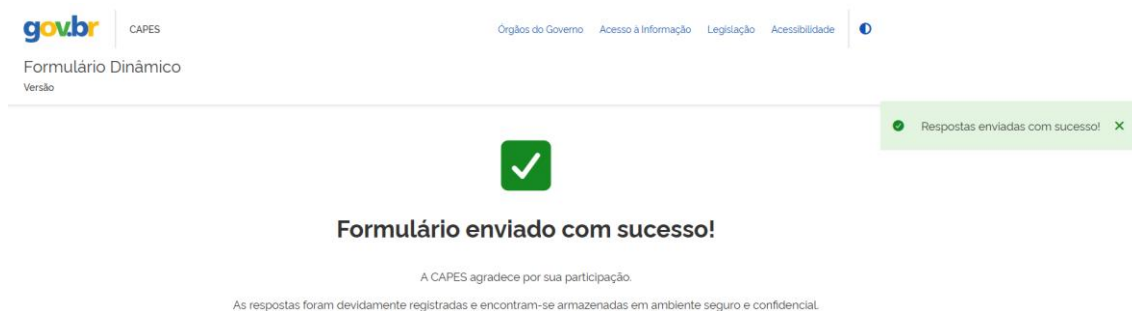 gov.br CAPES Órgãos do Governo Acesso à Informação Legislação Acessibilidade
Formulário Dinâmico
Versão
Respostas enviadas com sucesso!
Formulário enviado com sucesso!
A CAPES agradece por sua participação.
As respostas foram devidamente registradas e encontram-se armazenadas em ambiente seguro e confidencial.